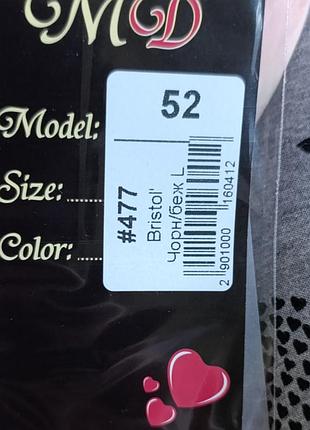 MD
Model:
Size:........
Color:......
52
#477
Bristol'
Чорн/беж L
2 901000 160412